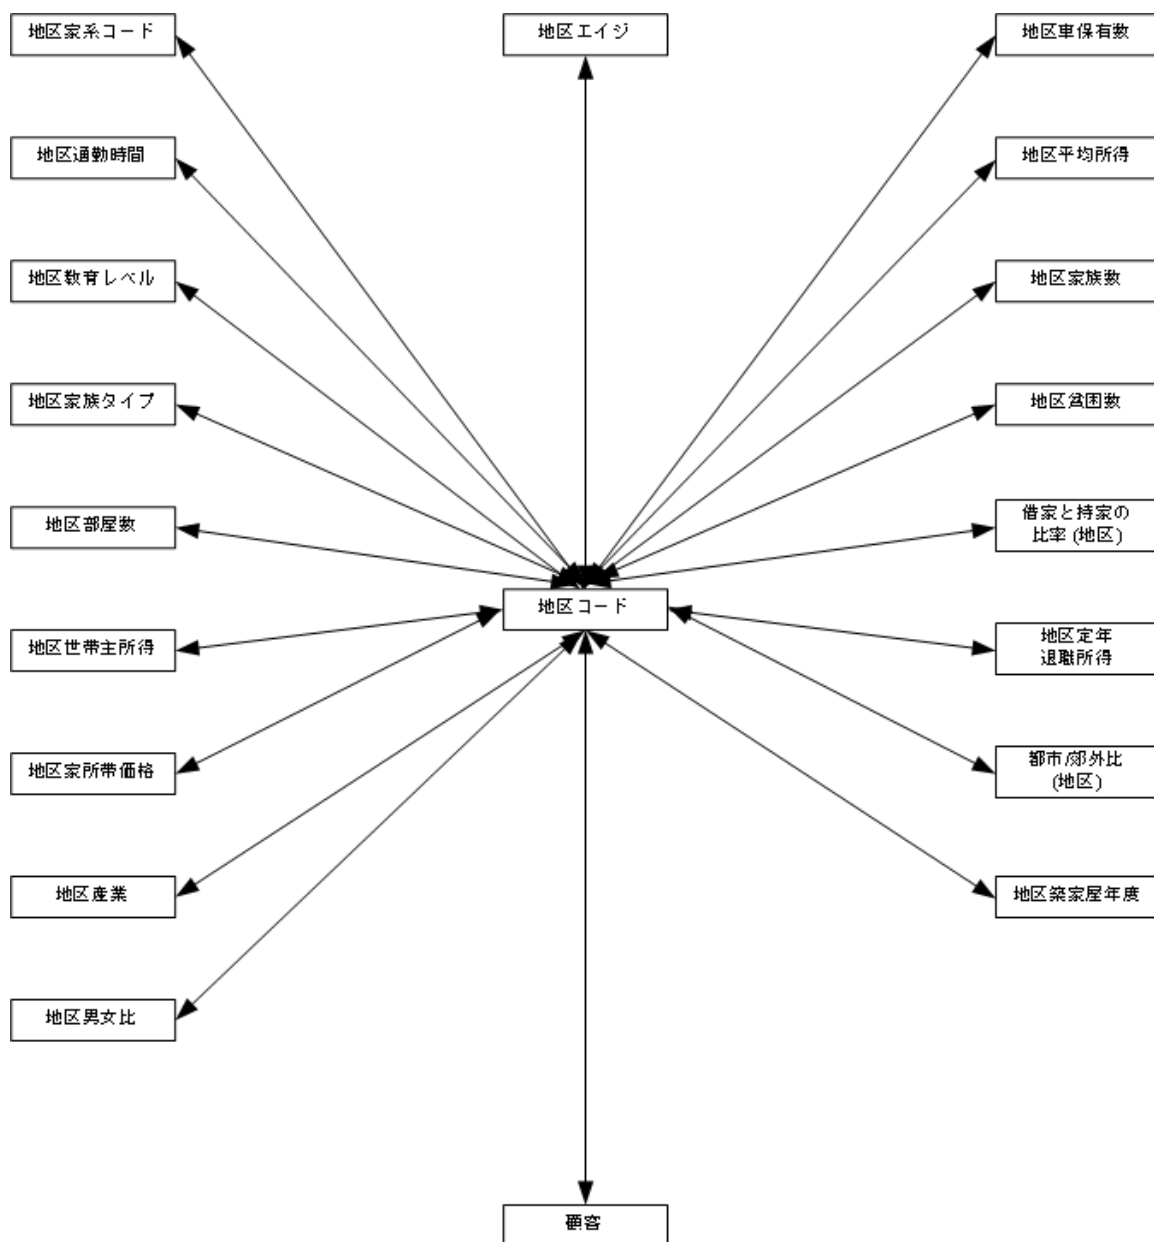 地区家系コード
地区エイジ
地区車保有数
地区通勤時間
地区平均所得
地区教育レベル
地区家族数
地区家族タイプ
地区貧困数
地区部屋数
借家と持家の
比率 (地区)
地区コード
地区世帯主所得
地区定年
退職所得
地区家所帯価格
都市/郊外比
(地区)
地区産業
地区築家屋年度
地区男女比
顧客